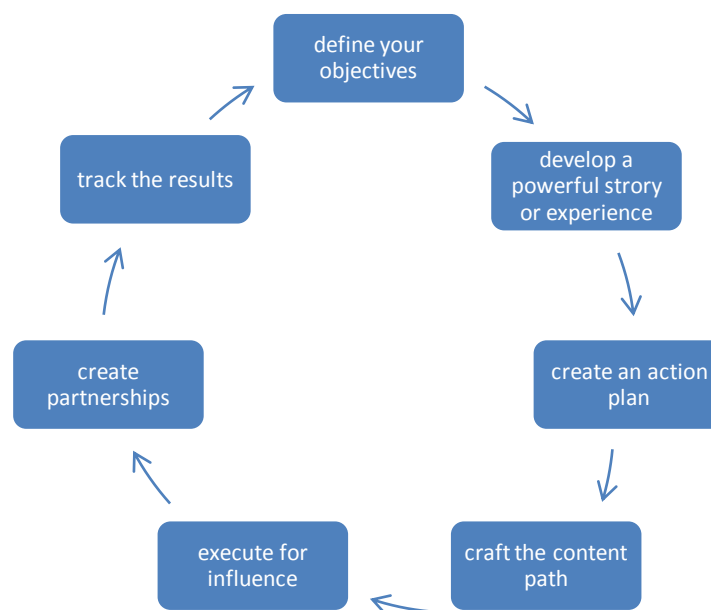 define your
objectives
develop a
powerful strory
or experience
create an action
plan
craft the content
path
execute for
influence
create
partnerships
track the results